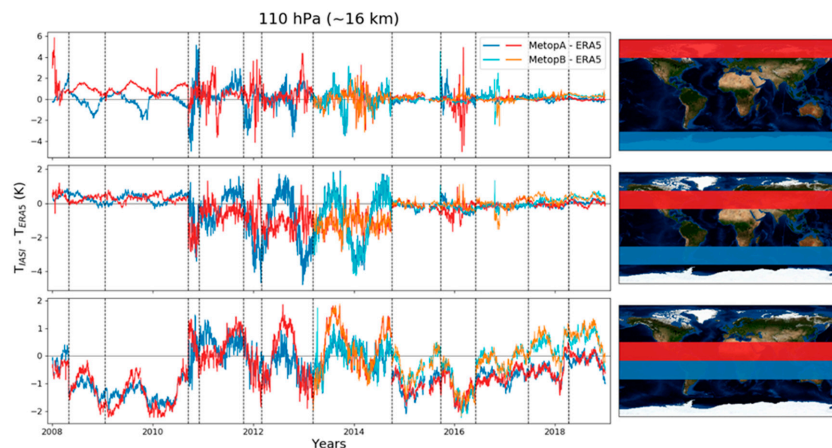 110 hPa (~16 km)
6
4
2
0
−2
−4
MetopA - ERA5
MetopB - ERA5
2
0
−2
−4
T_IASI - T_ERA5 (K)
2
1
0
−1
−2
2008 2010 2012 2014 2016 2018
Years